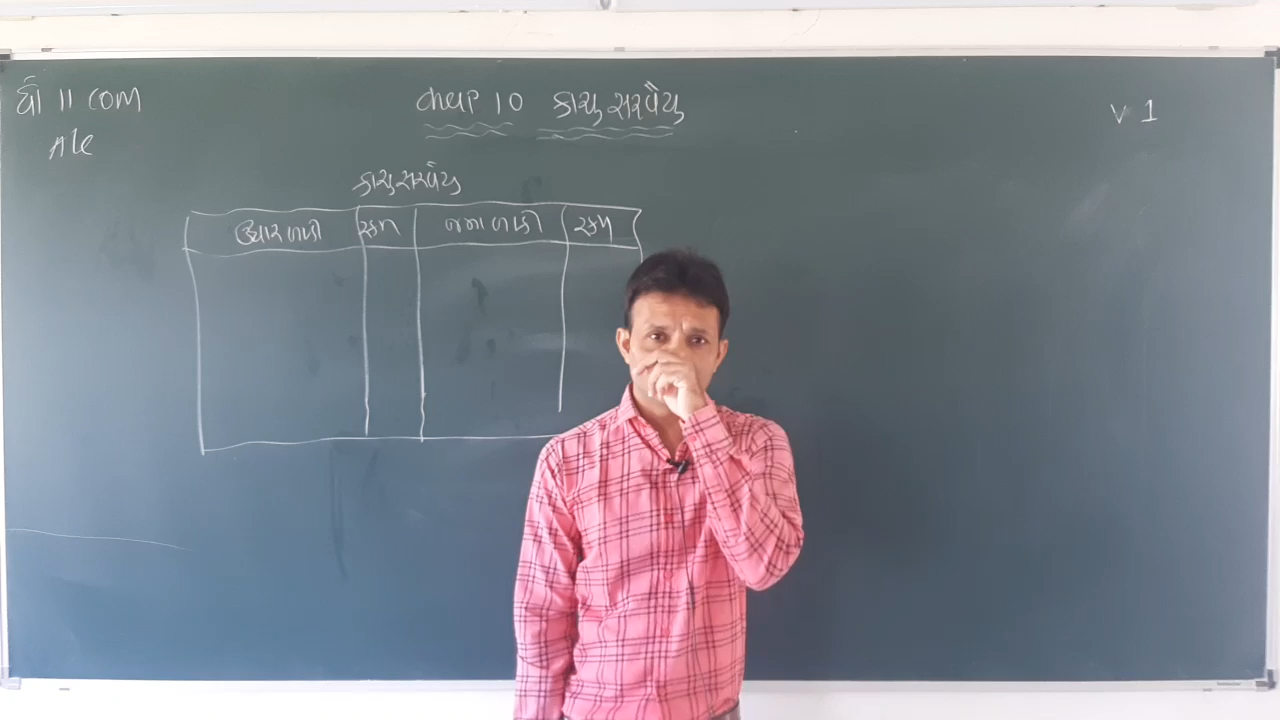 ધો 11 COM
A/C
chap 10 કાચુ સરવૈયુ
V 1
કાચુ સરવૈયુ
ઉધાર બાકી રકમ જમા બાકી રકમ